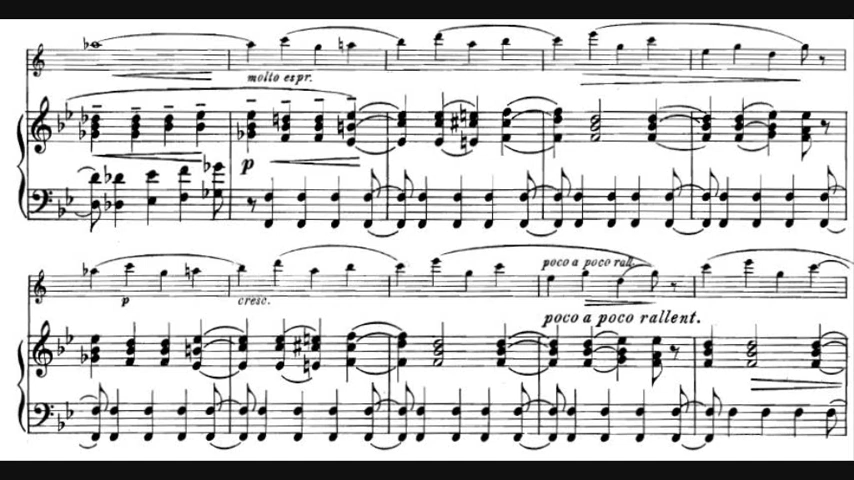 molto espr.
p
p
cresc.
poco a poco rall.
poco a poco rallent.